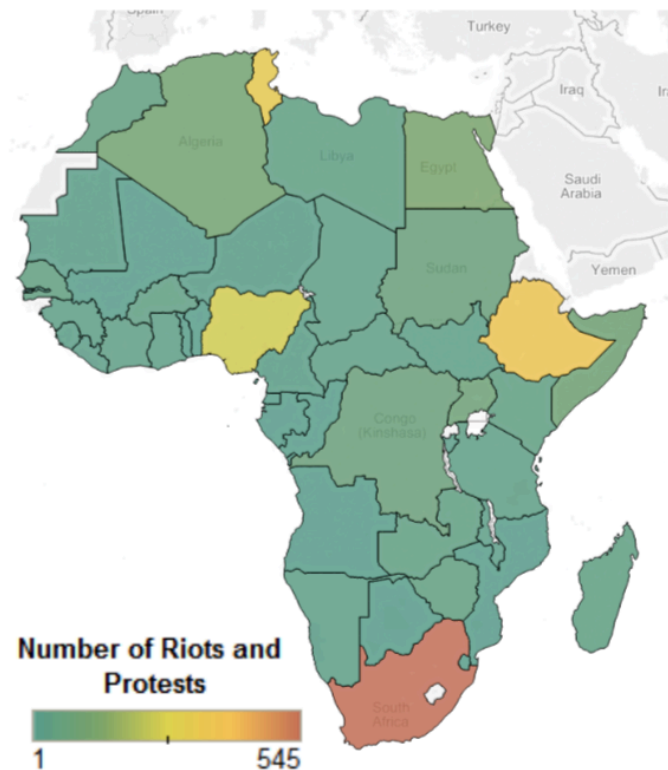 Spain
Turkey
Iraq
Ira
Algeria
Libya
Egypt
Saudi
Arabia
Sudan
Yemen
Congo
(Kinshasa)
South
Africa
Number of Riots and
Protests
1
545